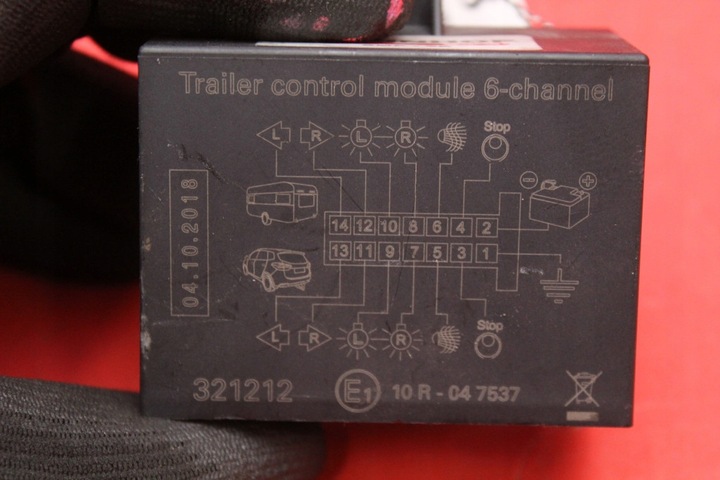 Trailer control module 6-channel
L R L R Stop
- +
14 12 10 8 6 4 2
13 11 9 7 5 3 1
04.10.2018
L R L R Stop
321212 E1 10 R - 04 7537